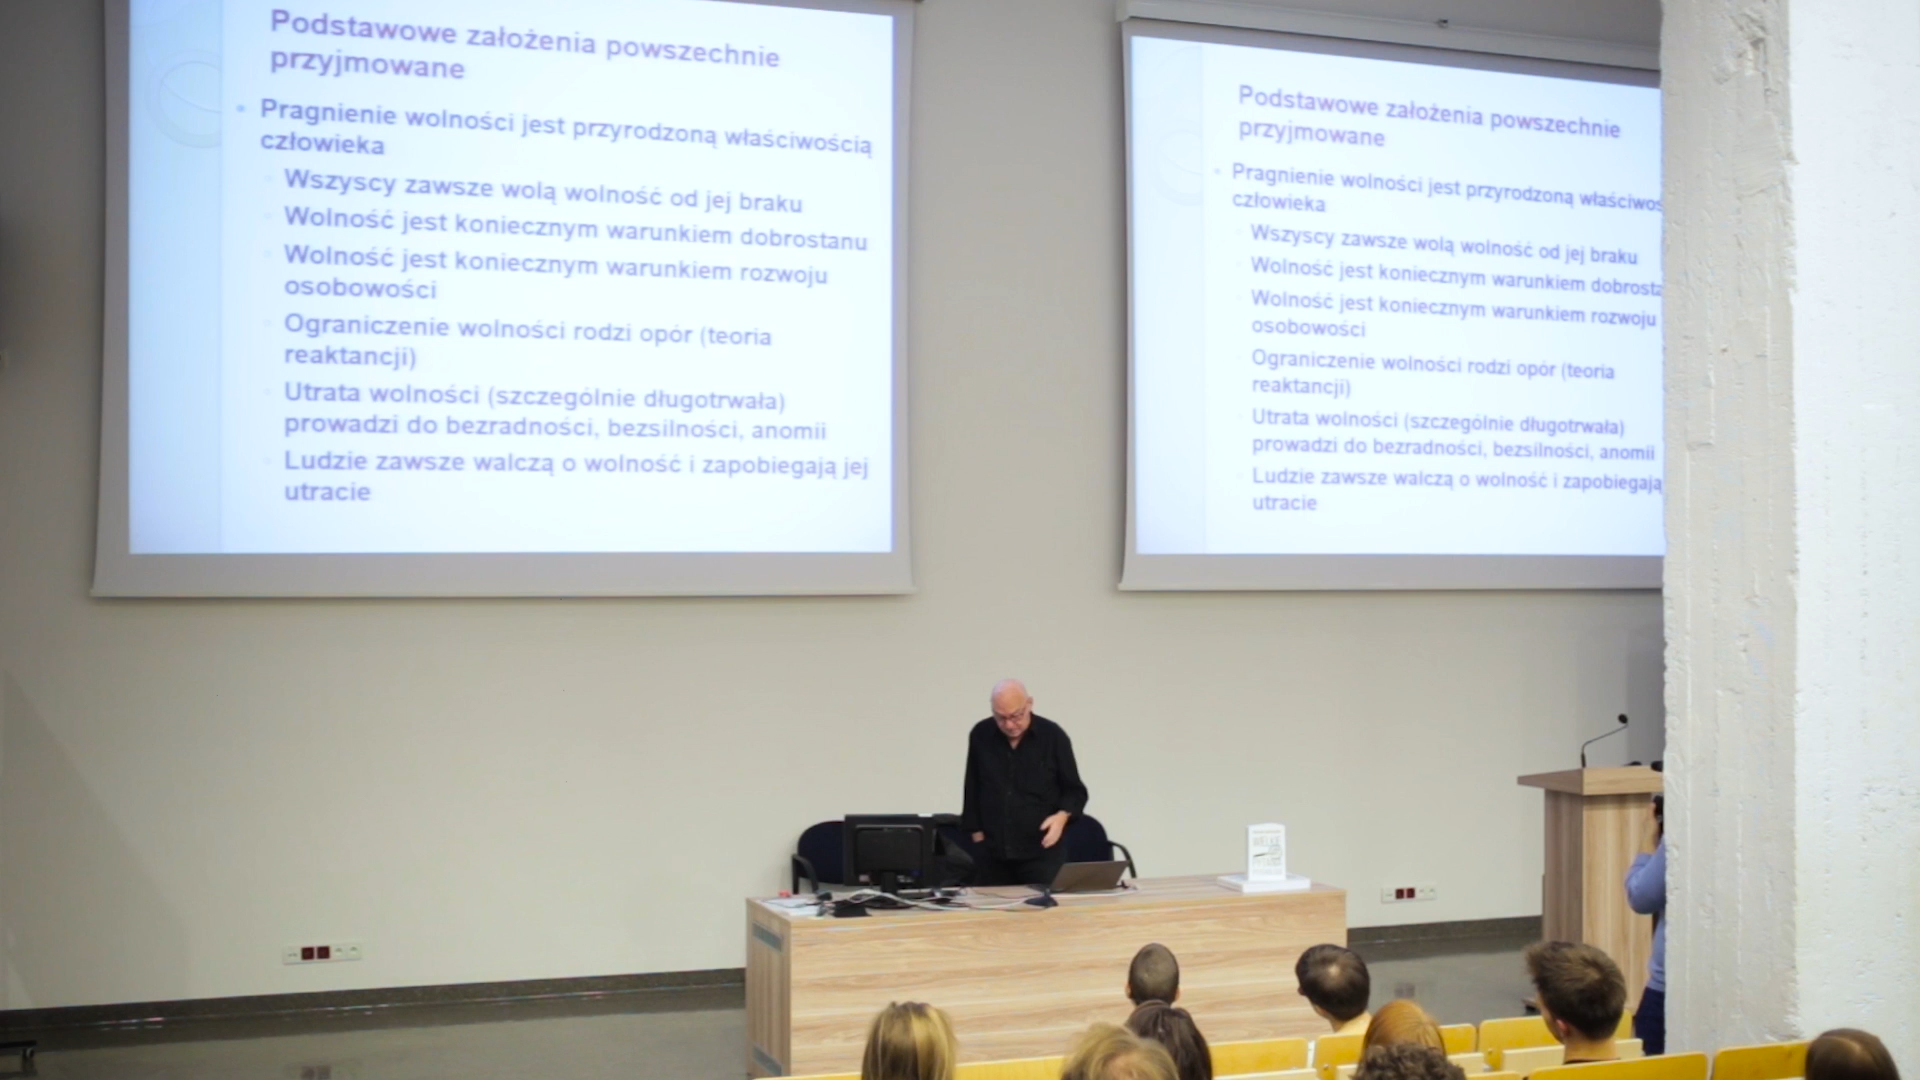 Podstawowe założenia powszechnie
przyjmowane
Pragnienie wolności jest przyrodzoną właściwością
człowieka
Wszyscy zawsze wolą wolność od jej braku
Wolność jest koniecznym warunkiem dobrostanu
Wolność jest koniecznym warunkiem rozwoju
osobowości
Ograniczenie wolności rodzi opór (teoria
reaktancji)
Utrata wolności (szczególnie długotrwała)
prowadzi do bezradności, bezsilności, anomii
Ludzie zawsze walczą o wolność i zapobiegają jej
utracie
Podstawowe założenia powszechnie
przyjmowane
Pragnienie wolności jest przyrodzoną właściwoś
człowieka
Wszyscy zawsze wolą wolność od jej braku
Wolność jest koniecznym warunkiem dobrosta
Wolność jest koniecznym warunkiem rozwoju
osobowości
Ograniczenie wolności rodzi opór (teoria
reaktancji)
Utrata wolności (szczególnie długotrwała)
prowadzi do bezradności, bezsilności, anomii
Ludzie zawsze walczą o wolność i zapobiegają
utracie
WIELKIE